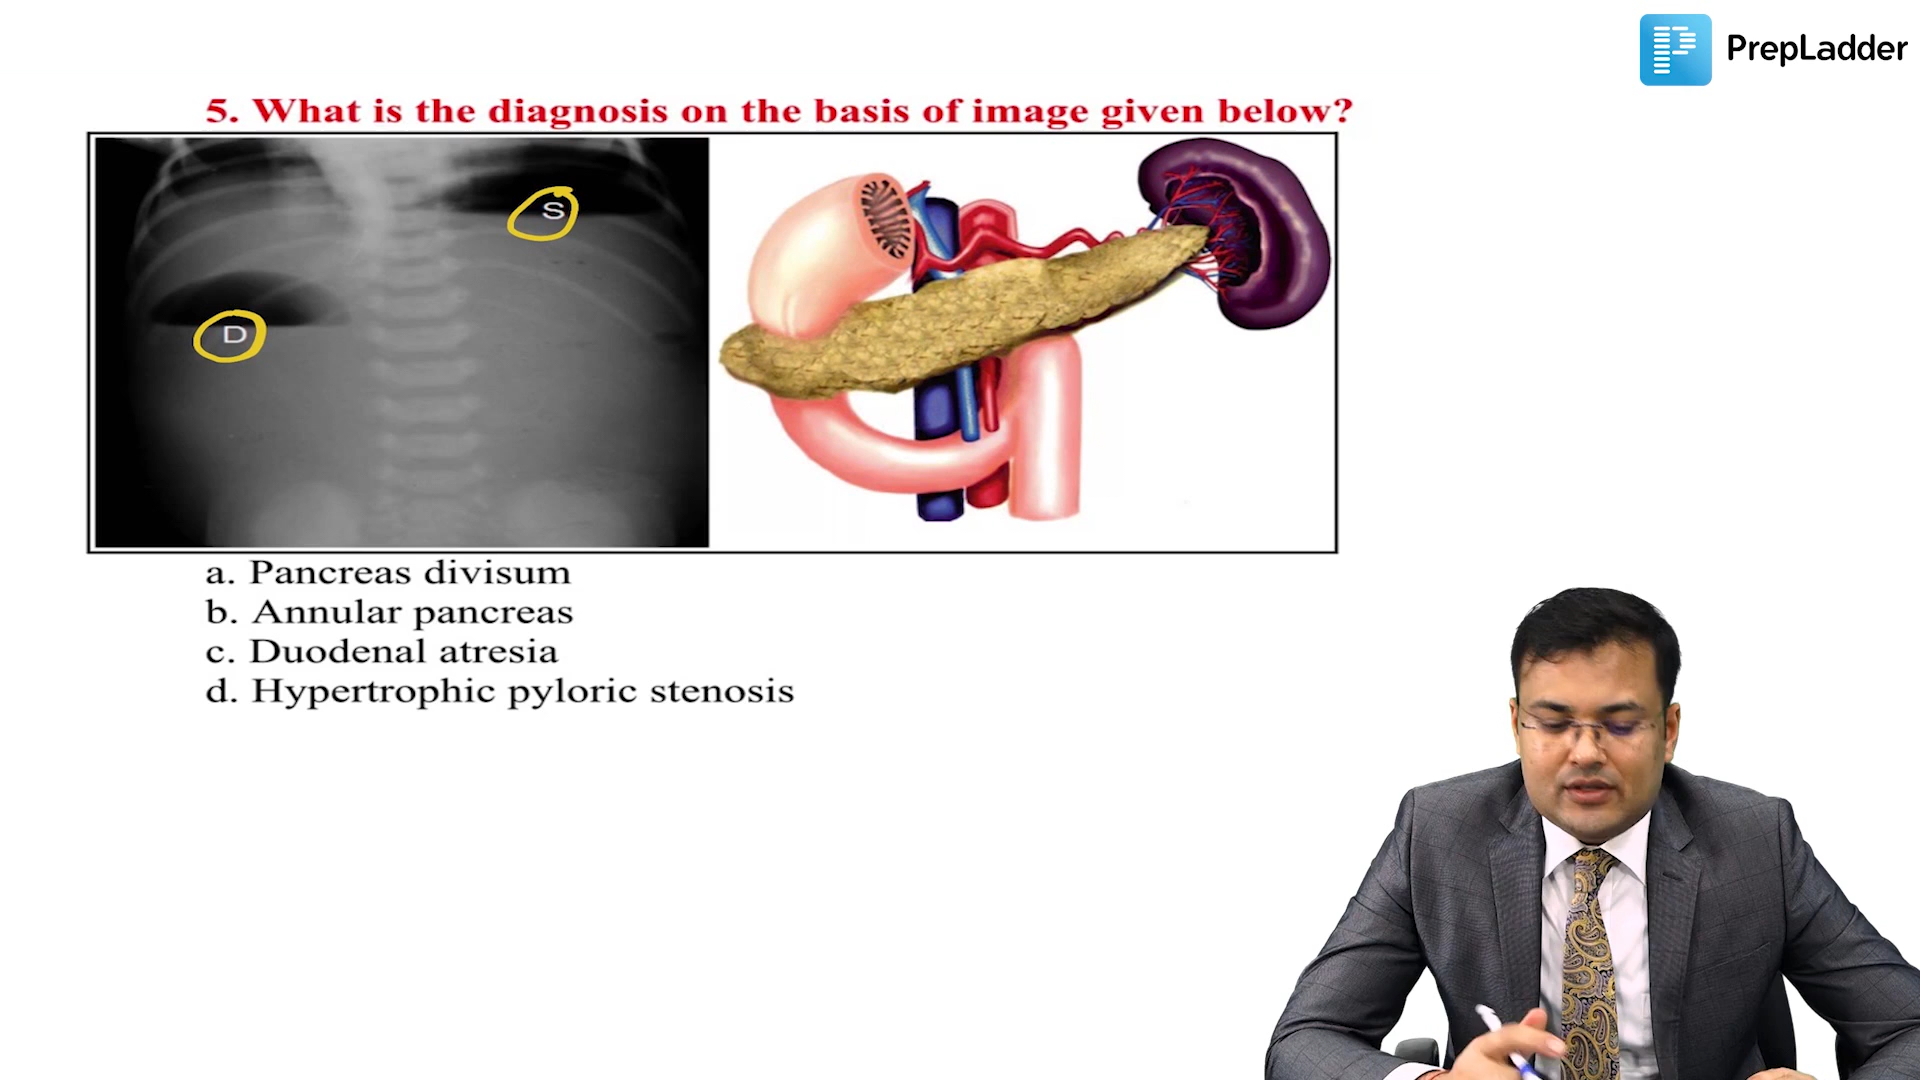 PrepLadder
5. What is the diagnosis on the basis of image given below?
S
D
a. Pancreas divisum
b. Annular pancreas
c. Duodenal atresia
d. Hypertrophic pyloric stenosis